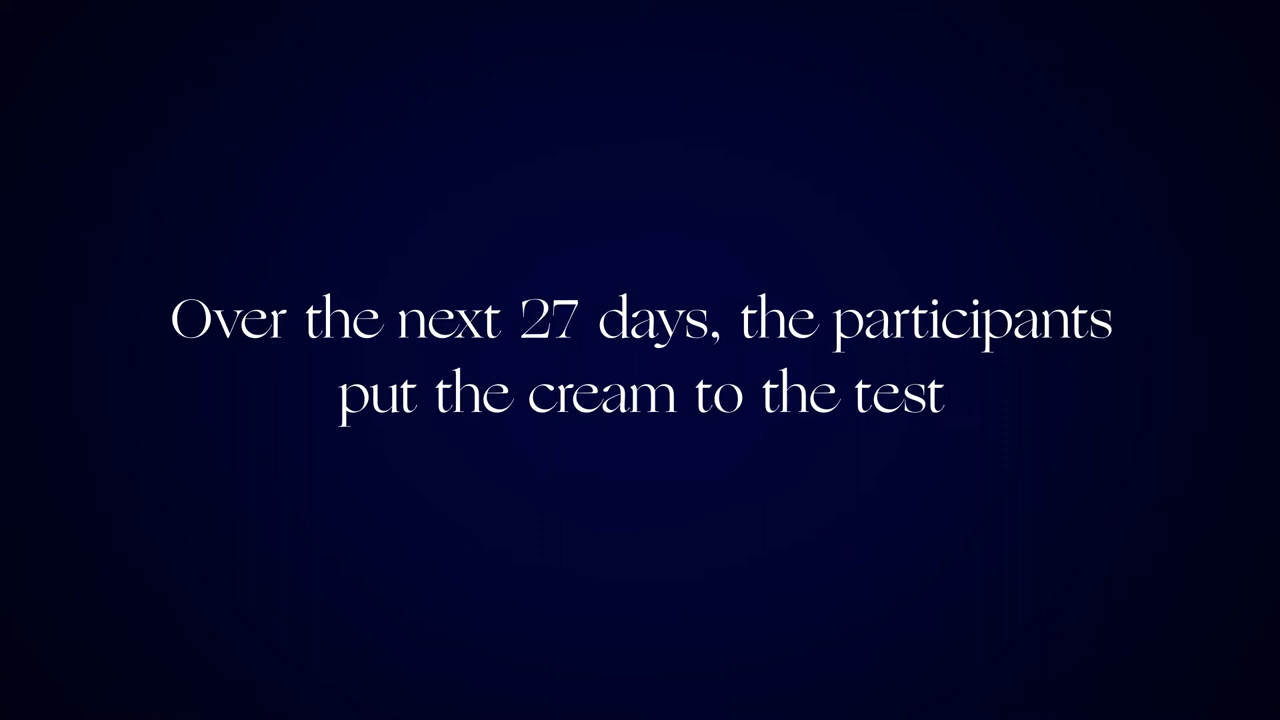 Over the next 27 days, the participants
put the cream to the test